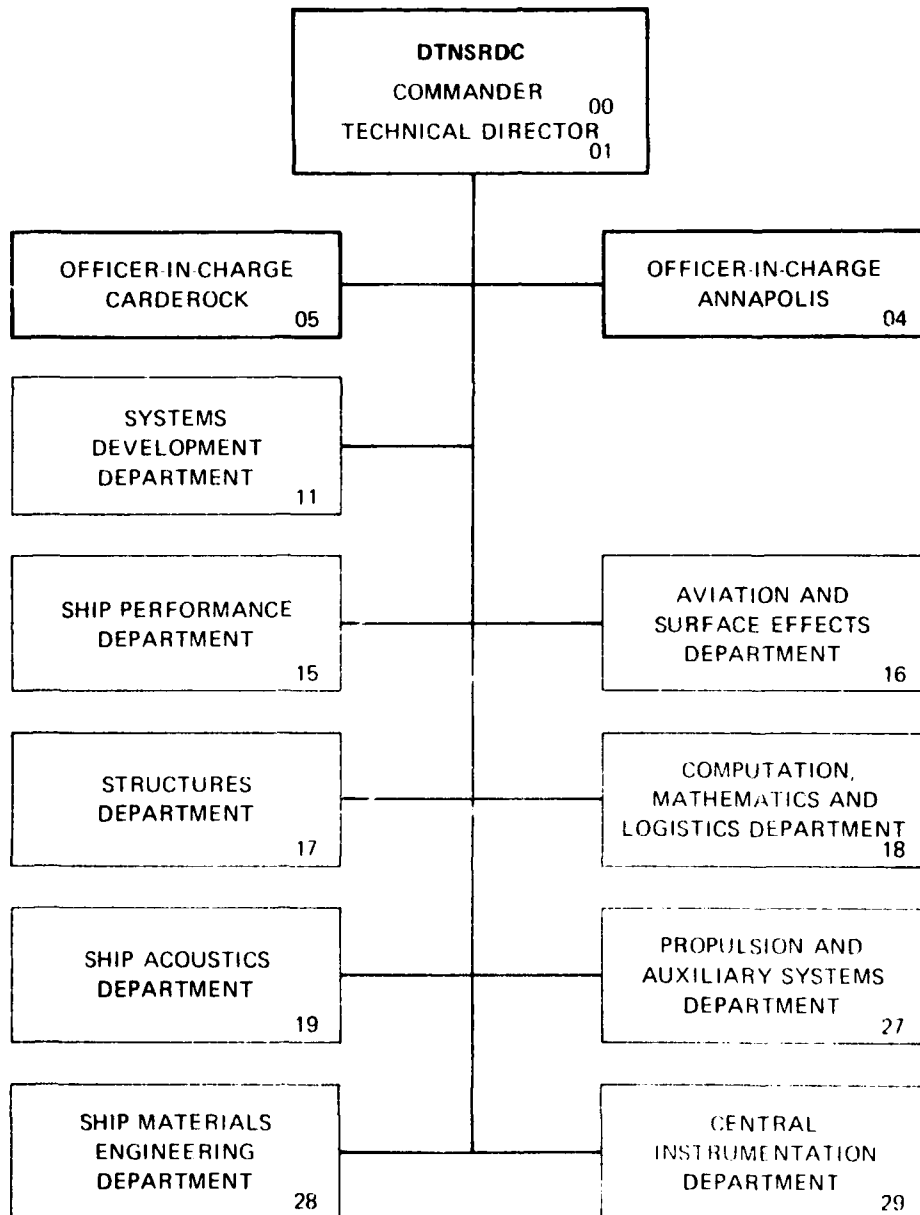 DTNSRDC
COMMANDER
00
TECHNICAL DIRECTOR
01
OFFICER-IN-CHARGE
CARDEROCK
05
OFFICER-IN-CHARGE
ANNAPOLIS
04
SYSTEMS
DEVELOPMENT
DEPARTMENT
11
SHIP PERFORMANCE
DEPARTMENT
15
AVIATION AND
SURFACE EFFECTS
DEPARTMENT
16
STRUCTURES
DEPARTMENT
17
COMPUTATION,
MATHEMATICS AND
LOGISTICS DEPARTMENT
18
SHIP ACOUSTICS
DEPARTMENT
19
PROPULSION AND
AUXILIARY SYSTEMS
DEPARTMENT
27
SHIP MATERIALS
ENGINEERING
DEPARTMENT
28
CENTRAL
INSTRUMENTATION
DEPARTMENT
29